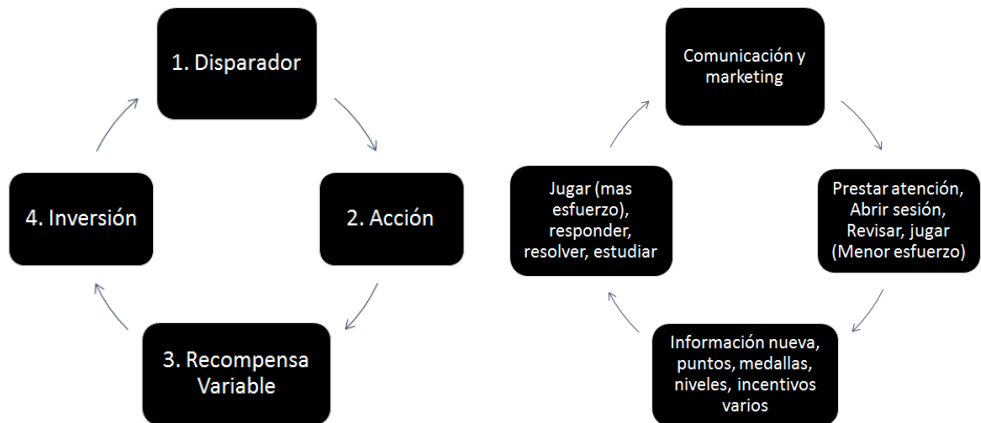 1. Disparador
2. Acción
3. Recompensa
Variable
4. Inversión
Comunicación y
marketing
Prestar atención,
Abrir sesión,
Revisar, jugar
(Menor esfuerzo)
Información nueva,
puntos, medallas,
niveles, incentivos
varios
Jugar (mas
esfuerzo),
responder,
resolver, estudiar